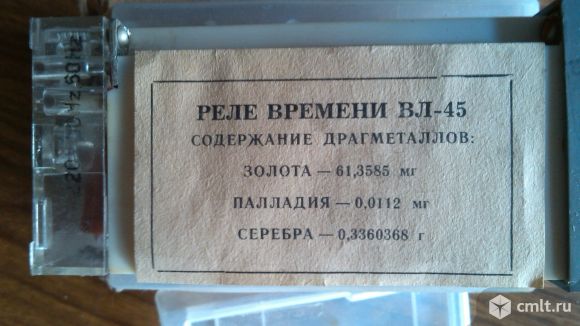 РЕЛЕ ВРЕМЕНИ ВЛ-45
СОДЕРЖАНИЕ ДРАГМЕТАЛЛОВ:
ЗОЛОТА — 61,3585 мг
ПАЛЛАДИЯ — 0,0112 мг
СЕРЕБРА — 0,3360368 г
cmlt.ru